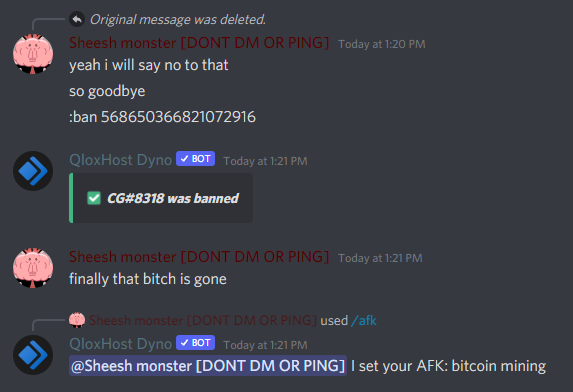 Original message was deleted.
Sheesh monster [DONT DM OR PING] Today at 1:20 PM
yeah i will say no to that
so goodbye
:ban 568650366821072916
QloxHost Dyno ✓ BOT Today at 1:21 PM
✅ CG#8318 was banned
Sheesh monster [DONT DM OR PING] Today at 1:21 PM
finally that bitch is gone
Sheesh monster [DONT DM OR PING] used /afk
QloxHost Dyno ✓ BOT Today at 1:21 PM
@Sheesh monster [DONT DM OR PING] I set your AFK: bitcoin mining